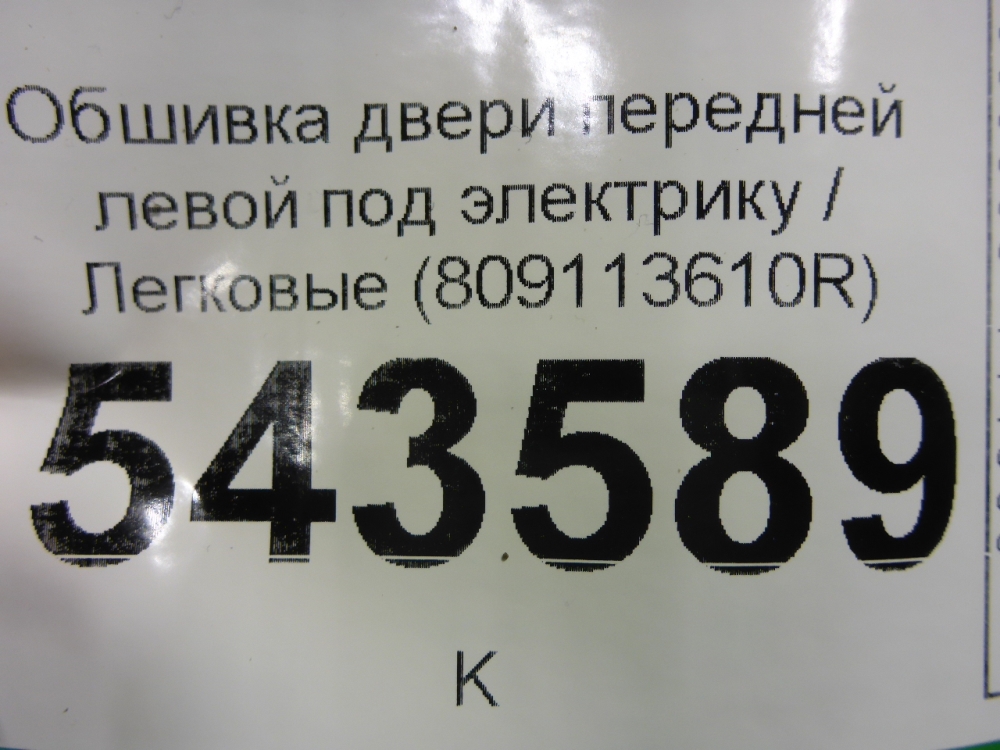 Обшивка двери передней
левой под электрику /
Легковые (809113610R)
543589
К